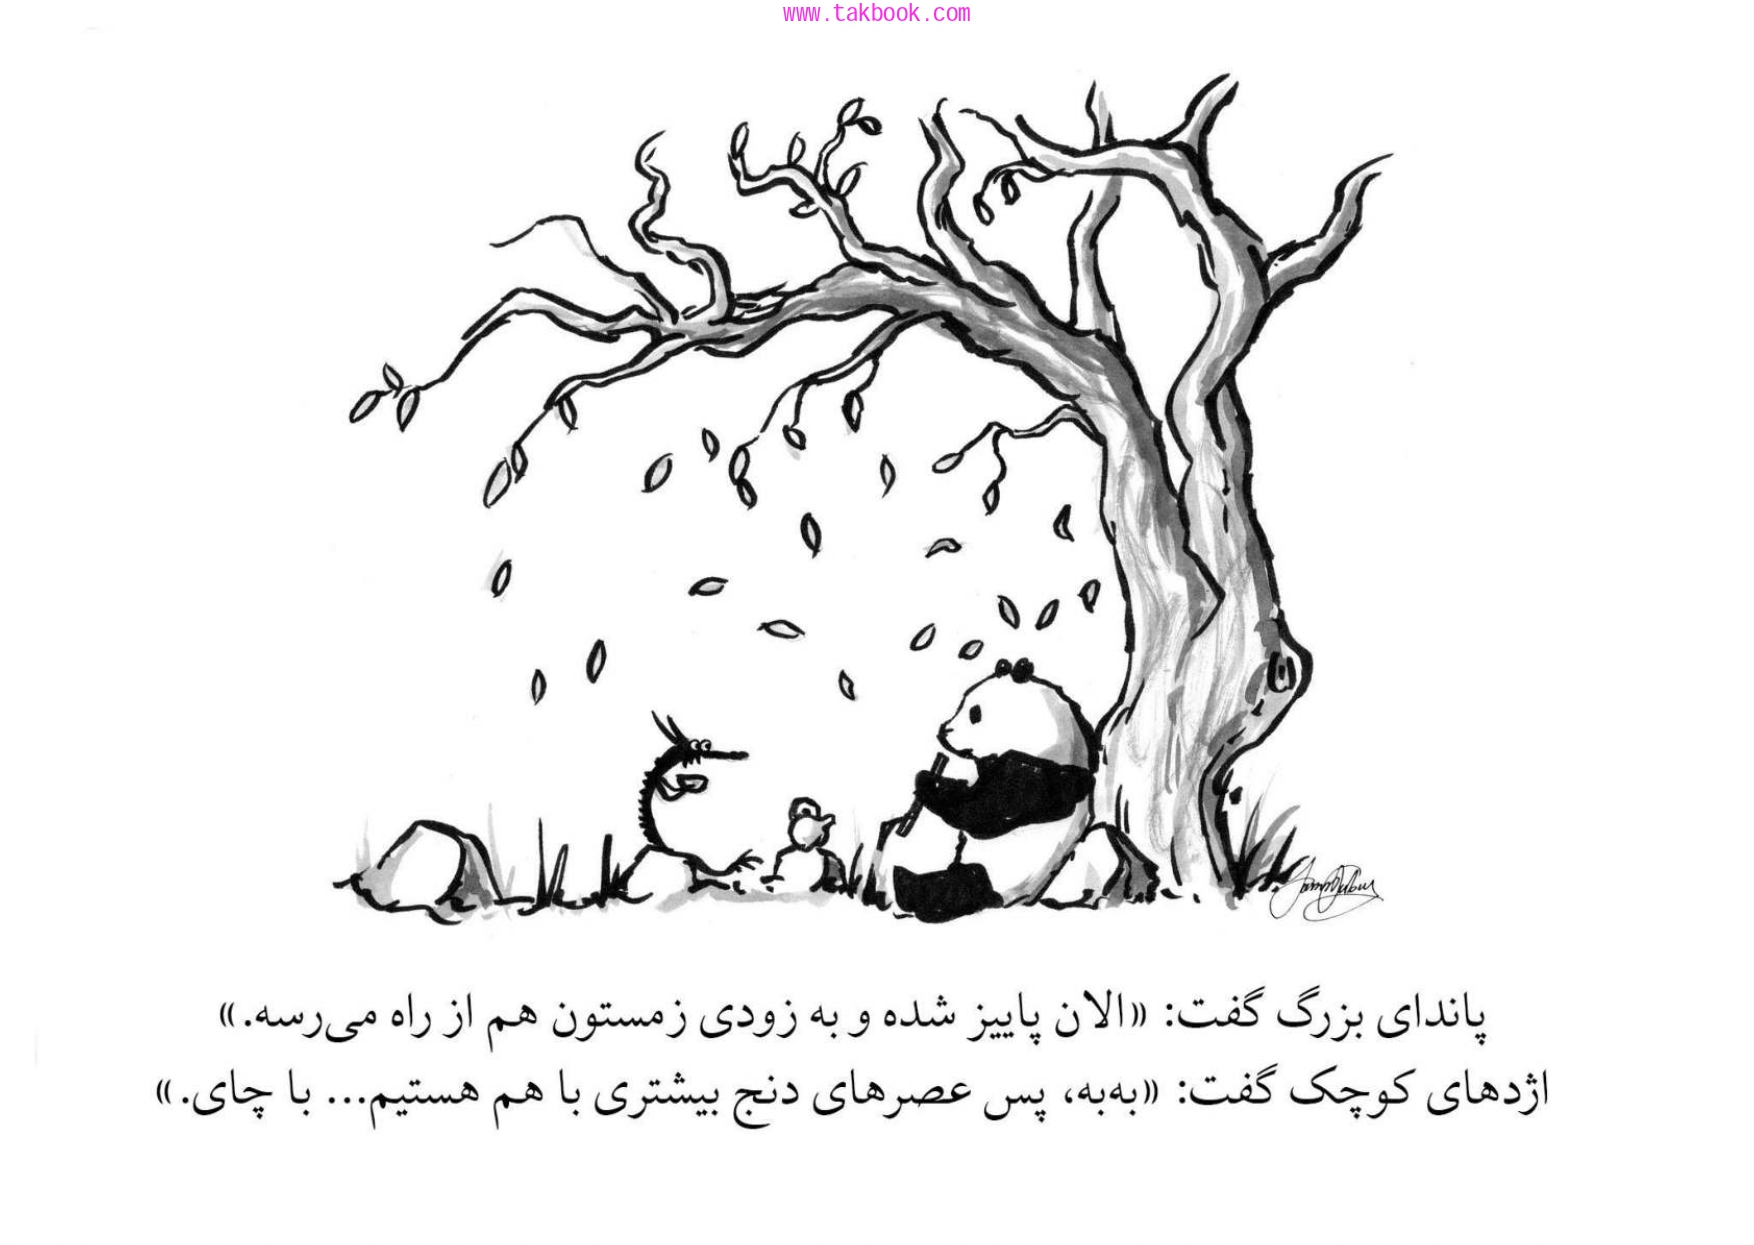 www.takbook.com
پاندای بزرگ گفت: «الان پاییز شده و به زودی زمستون هم از راه می‌رسه.»
اژدهای کوچک گفت: «به‌به، پس عصرهای دنج بیشتری با هم هستیم... با چای.»